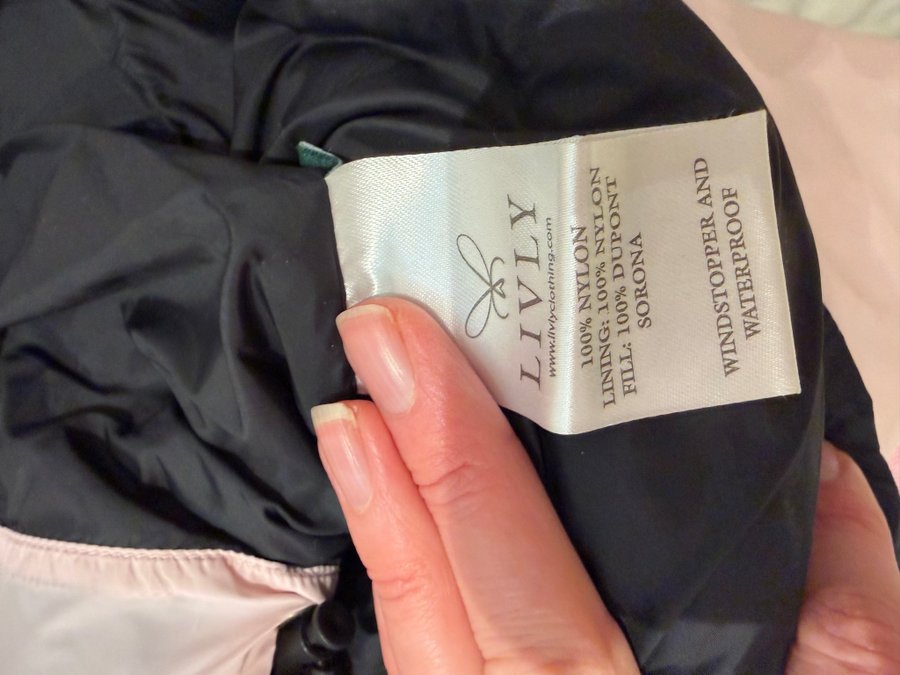 LIVLY
www.livlyclothing.com
100% NYLON
LINING: 100% NYLON
FILL: 100% DUPONT
SORONA
WINDSTOPPER AND
WATERPROOF